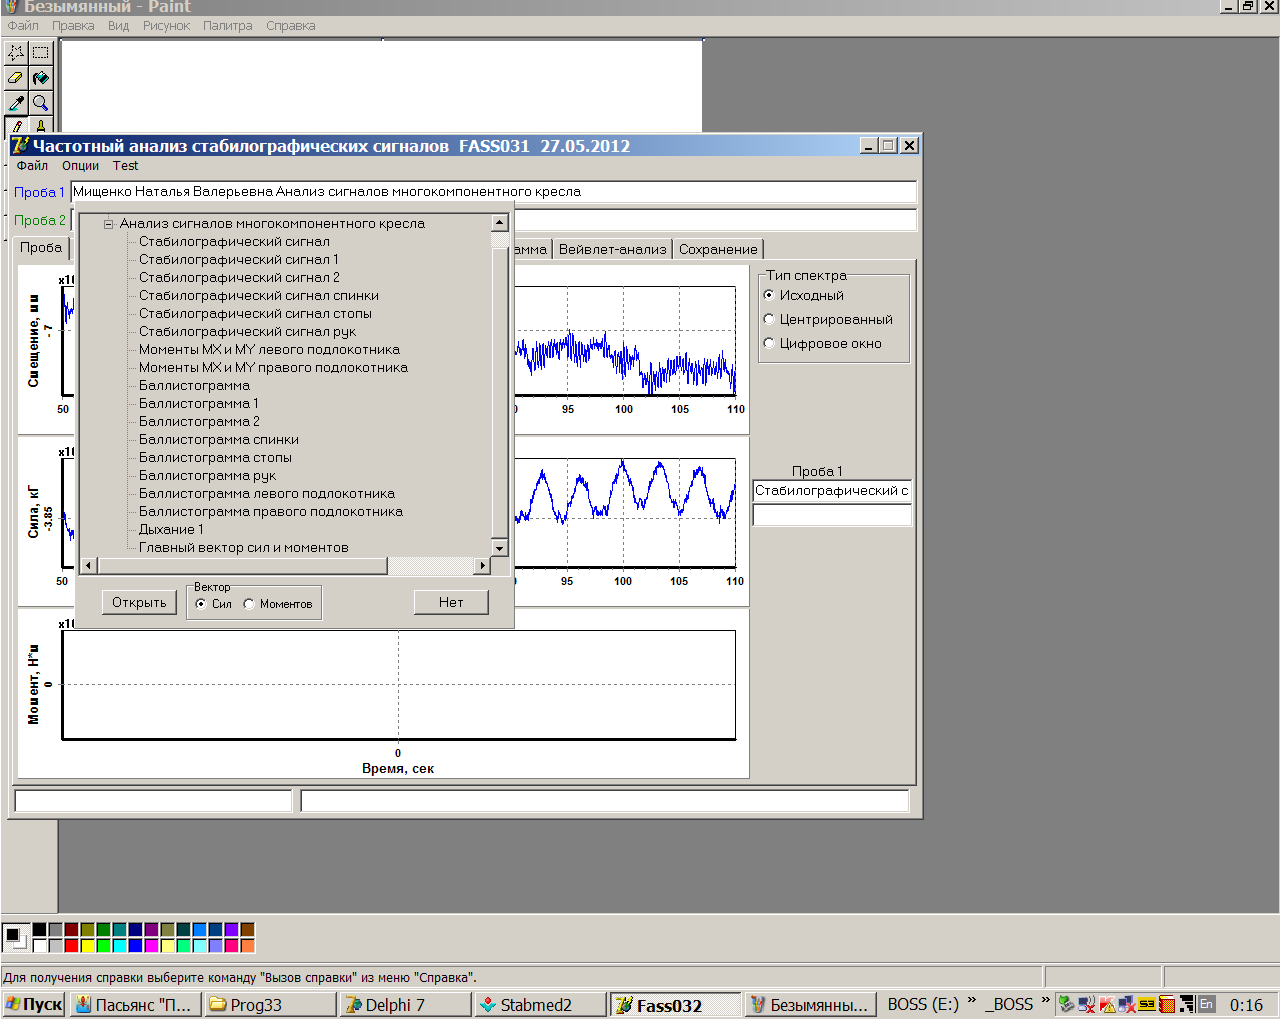 Безымянный - Paint
Файл Правка Вид Рисунок Палитра Справка
Частотный анализ стабилографических сигналов FASS031 27.05.2012
Файл Опции Test
Проба 1 Мищенко Наталья Валерьевна Анализ сигналов многокомпонентного кресла
Проба 2
Проба
Вейвлет-анализ Сохранение
Анализ сигналов многокомпонентного кресла
Стабилографический сигнал
Стабилографический сигнал 1
Стабилографический сигнал 2
Стабилографический сигнал спинки
Стабилографический сигнал стопы
Стабилографический сигнал рук
Моменты MX и MY левого подлокотника
Моменты MX и MY правого подлокотника
Баллистограмма
Баллистограмма 1
Баллистограмма 2
Баллистограмма спинки
Баллистограмма стопы
Баллистограмма рук
Баллистограмма левого подлокотника
Баллистограмма правого подлокотника
Дыхание 1
Главный вектор сил и моментов
Открыть
Вектор
Сил Моментов
Нет
Тип спектра
Исходный
Центрированный
Цифровое окно
Проба 1
Стабилографический с
Смещение, мм
-7
50 95 100 105 110
Сила, кГ
-3.85
50 95 100 105 110
Момент, Н*м
0
0
Время, сек
Для получения справки выберите команду "Вызов справки" из меню "Справка".
Пуск Пасьянс "П... Prog33 Delphi 7 Stabmed2 Fass032 Безымянны... BOSS (E:) » _BOSS » En 0:16